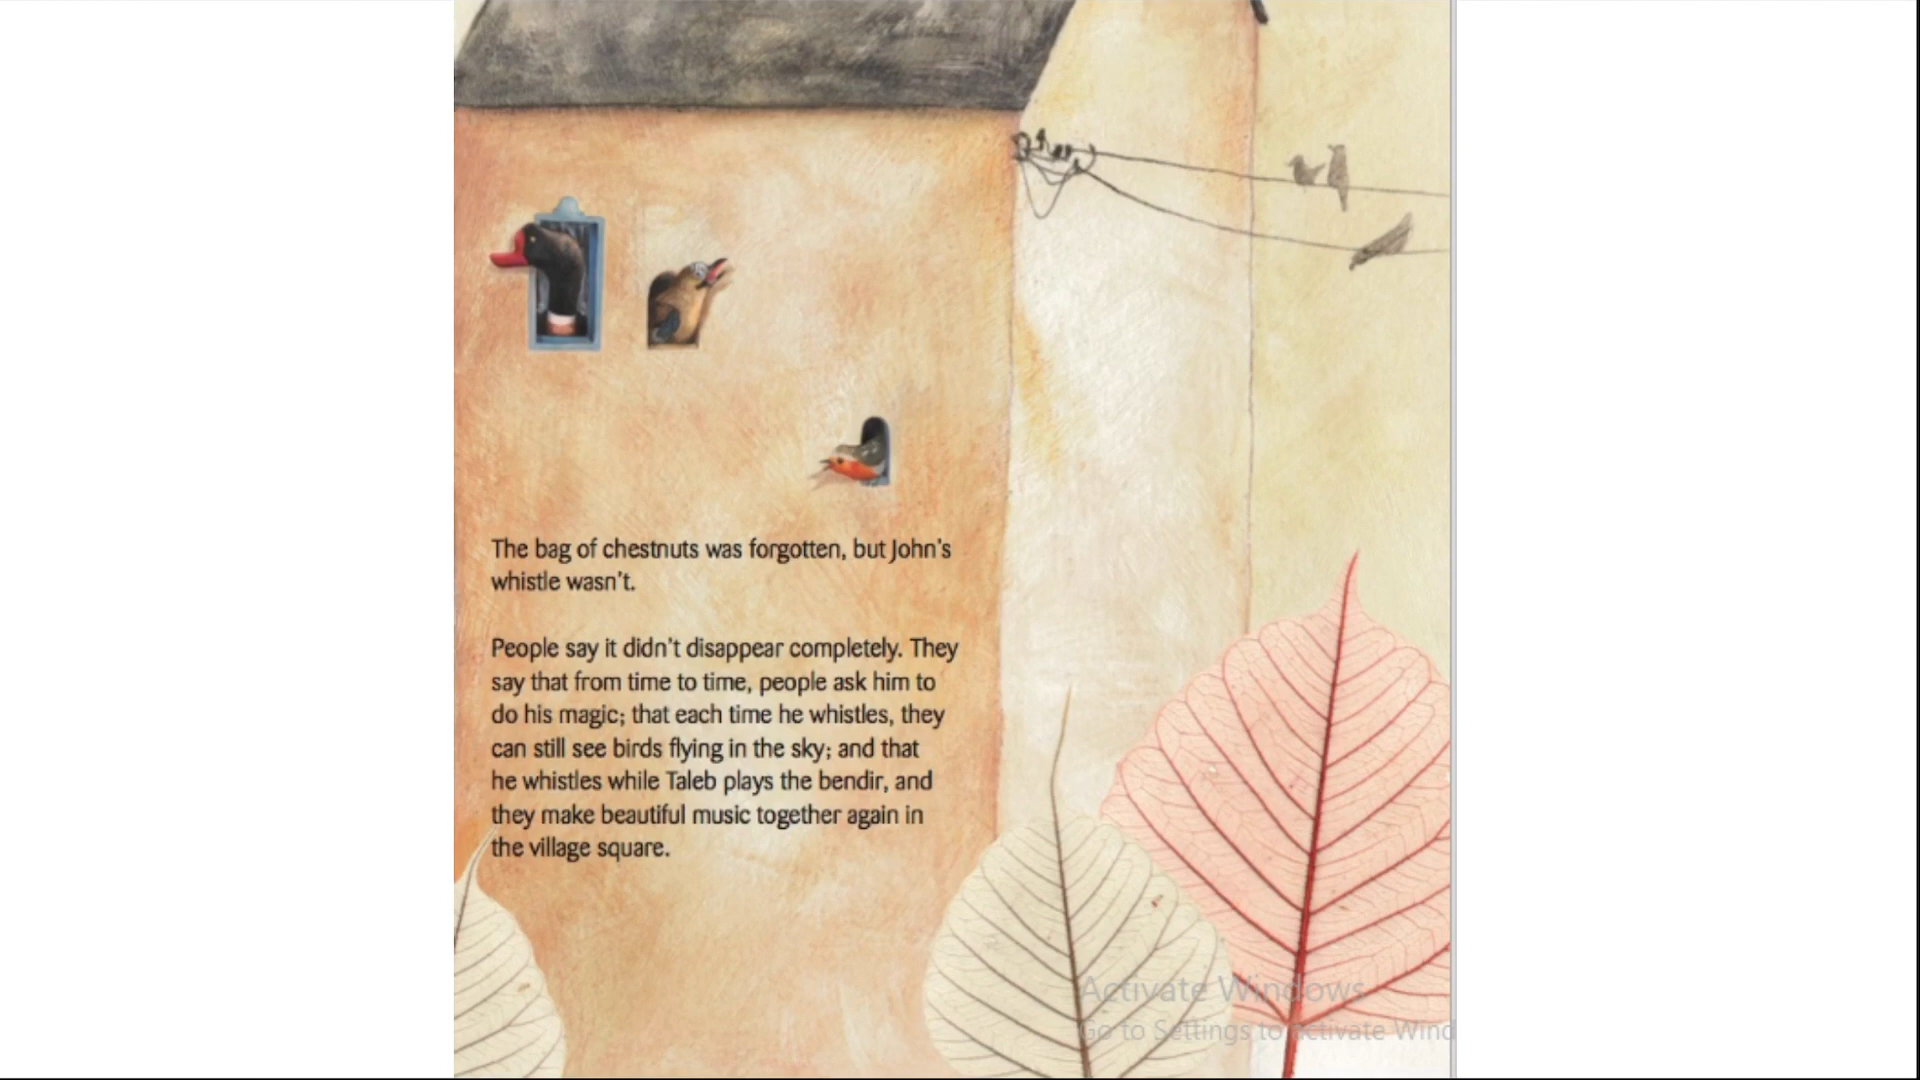 The bag of chestnuts was forgotten, but John's
whistle wasn't.
People say it didn't disappear completely. They
say that from time to time, people ask him to
do his magic; that each time he whistles, they
can still see birds flying in the sky; and that
he whistles while Taleb plays the bendir, and
they make beautiful music together again in
the village square.
Activate Windows
Go to Settings to activate Wind